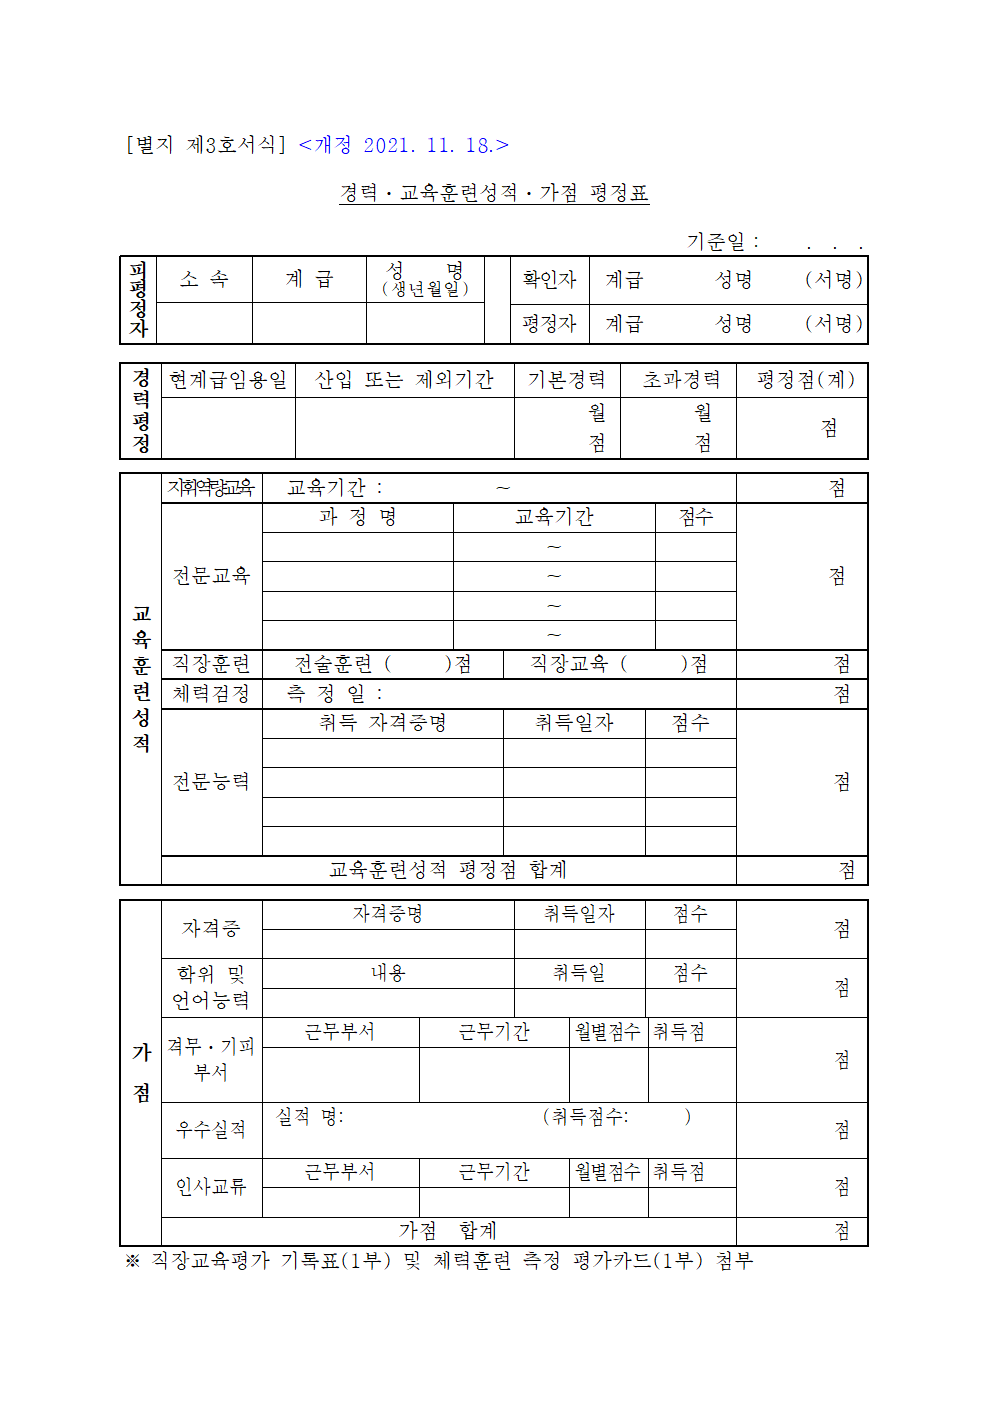 [별지 제3호서식] <개정 2021. 11. 18.>
경력·교육훈련성적·가점 평정표
기준일 : . . .
피평정자
소 속 계 급 성 명 확인자 계급 성명 (서명)
(생년월일)
평정자 계급 성명 (서명)
경력평정
현계급임용일 산입 또는 제외기간 기본경력 초과경력 평정점(계)
월 월
점
점 점
교육훈련성적
지휘역량교육 교육기간 : ~ 점
과 정 명 교육기간 점수
~
전문교육 ~ 점
~
~
직장훈련 전술훈련 ( )점 직장교육 ( )점 점
체력검정 측 정 일 : 점
취득 자격증명 취득일자 점수
전문능력 점
교육훈련성적 평정점 합계 점
가점
자격증명 취득일자 점수
자격증 점
학위 및 내용 취득일 점수
언어능력 점
근무부서 근무기간 월별점수 취득점
격무·기피
부서 점
실적 명: (취득점수: )
우수실적 점
근무부서 근무기간 월별점수 취득점
인사교류 점
가점 합계 점
※ 직장교육평가 기록표(1부) 및 체력훈련 측정 평가카드(1부) 첨부